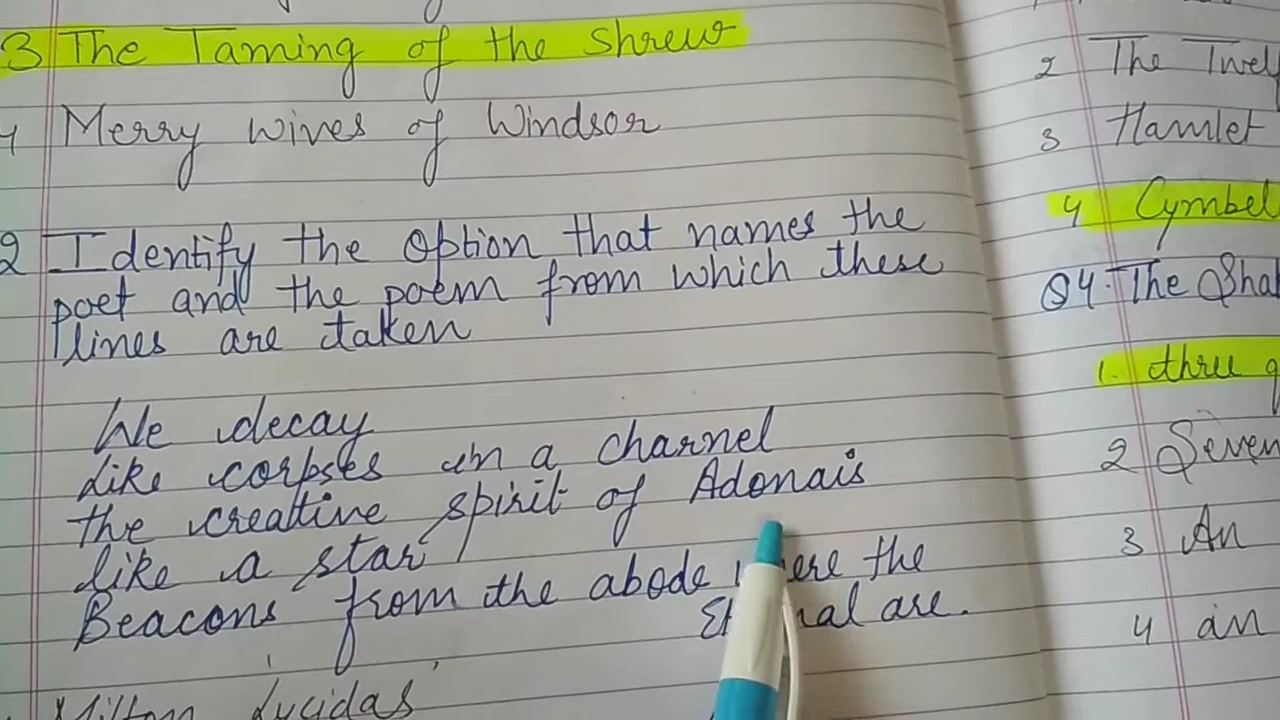 3 The Taming of the Shrew
4 Merry wives of Windsor
2 Identify the option that names the
poet and the poem from which these
lines are taken
We decay
Like corpses in a charnel
the creative spirit of Adonais
like a star
Beacons from the abode where the
Eternal are.
Milton Lycidas
2 The Twel
3 Hamlet
4 Cymbel
Q4. The Sha
1. three
2 Seven
3 An
4 an